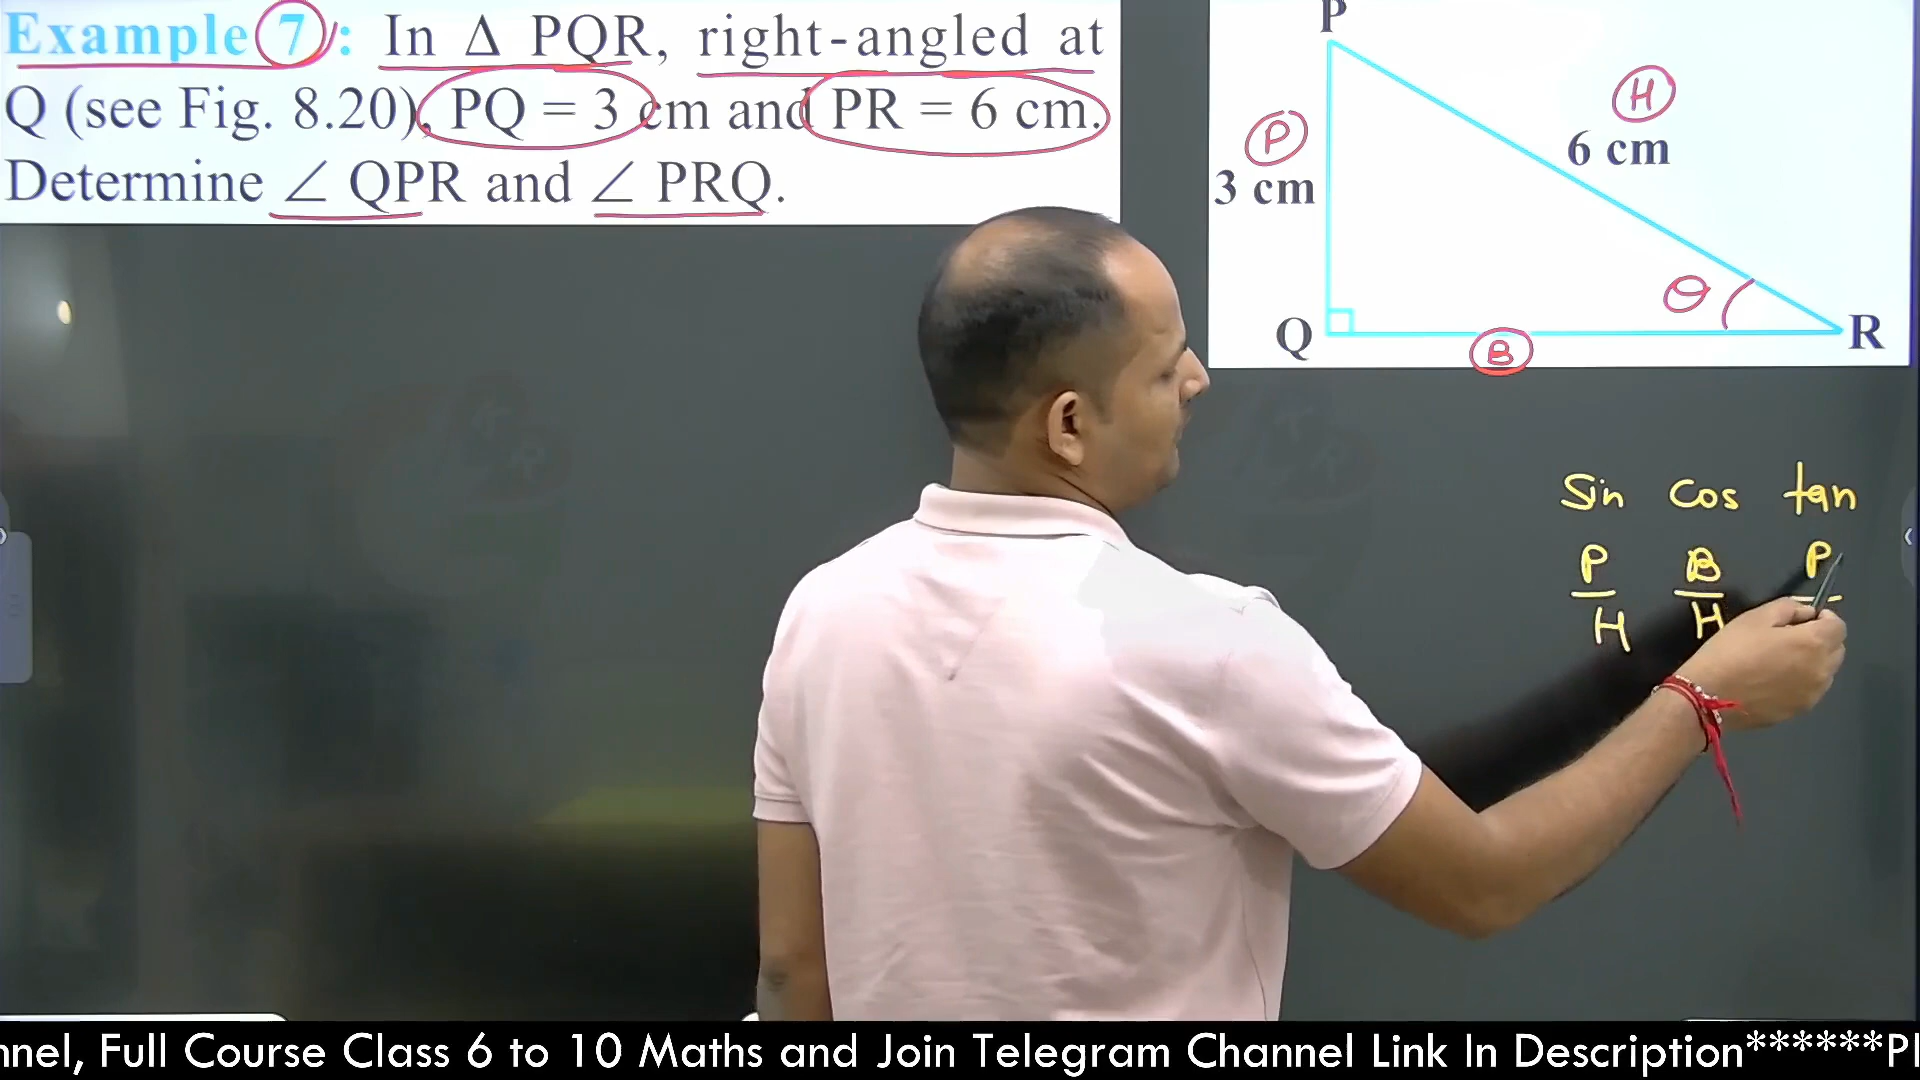 Example 7 : In Δ PQR, right-angled at
Q (see Fig. 8.20), PQ = 3 cm and PR = 6 cm.
Determine ∠ QPR and ∠ PRQ.
P
H
P
6 cm
3 cm
θ
Q
B
R
Sin Cos tan
P B P
H H
nnel, Full Course Class 6 to 10 Maths and Join Telegram Channel Link In Description******Pl